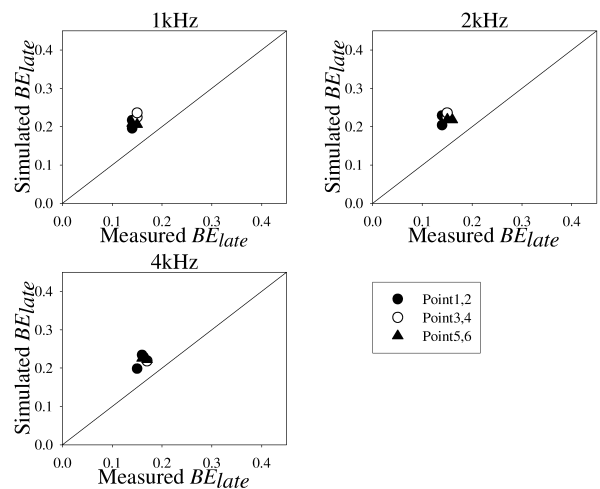 1kHz
2kHz
0.4
0.3
0.2
0.1
0.0
Simulated BElate
0.0 0.1 0.2 0.3 0.4
Measured BElate
0.4
0.3
0.2
0.1
0.0
Simulated BElate
0.0 0.1 0.2 0.3 0.4
Measured BElate
4kHz
0.4
0.3
0.2
0.1
0.0
Simulated BElate
0.0 0.1 0.2 0.3 0.4
Measured BElate
Point1,2
Point3,4
Point5,6